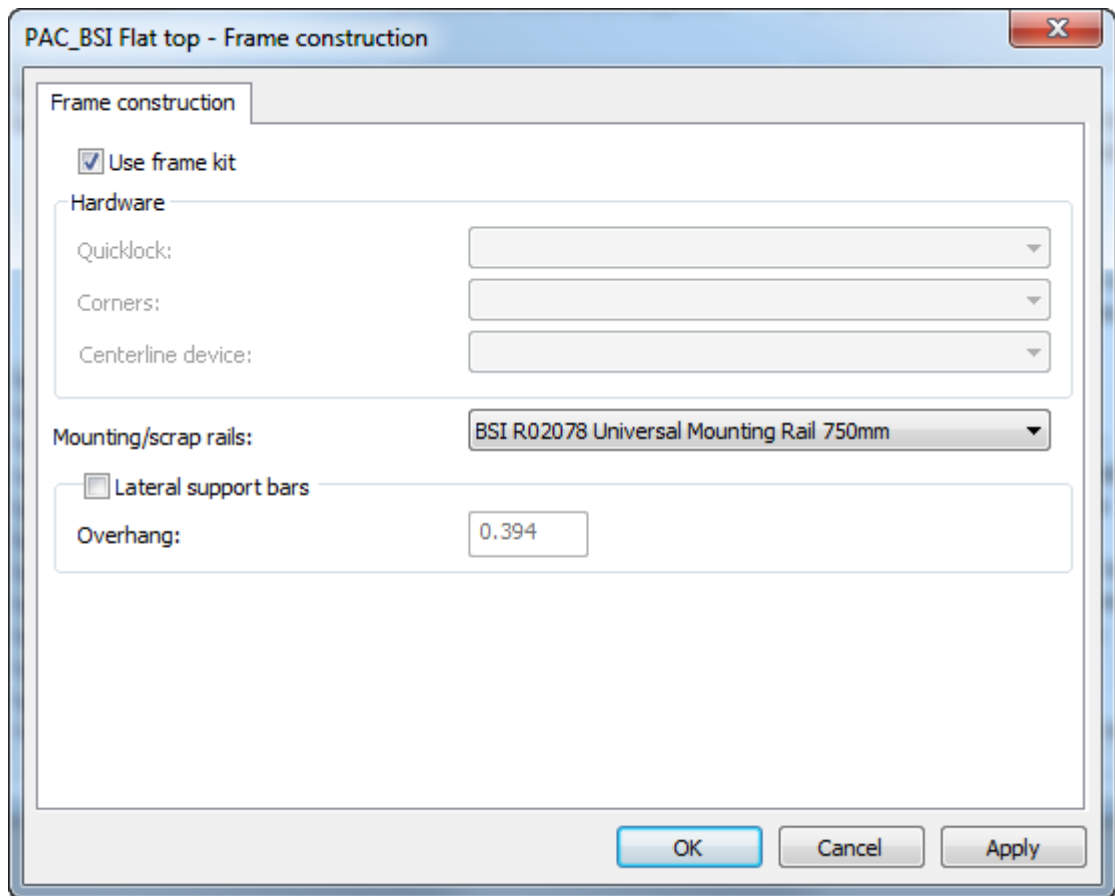 PAC_BSI Flat top - Frame construction
Frame construction
Use frame kit
Hardware
Quicklock:
Corners:
Centerline device:
Mounting/scrap rails: BSI R02078 Universal Mounting Rail 750mm
Lateral support bars
Overhang: 0.394
OK Cancel Apply